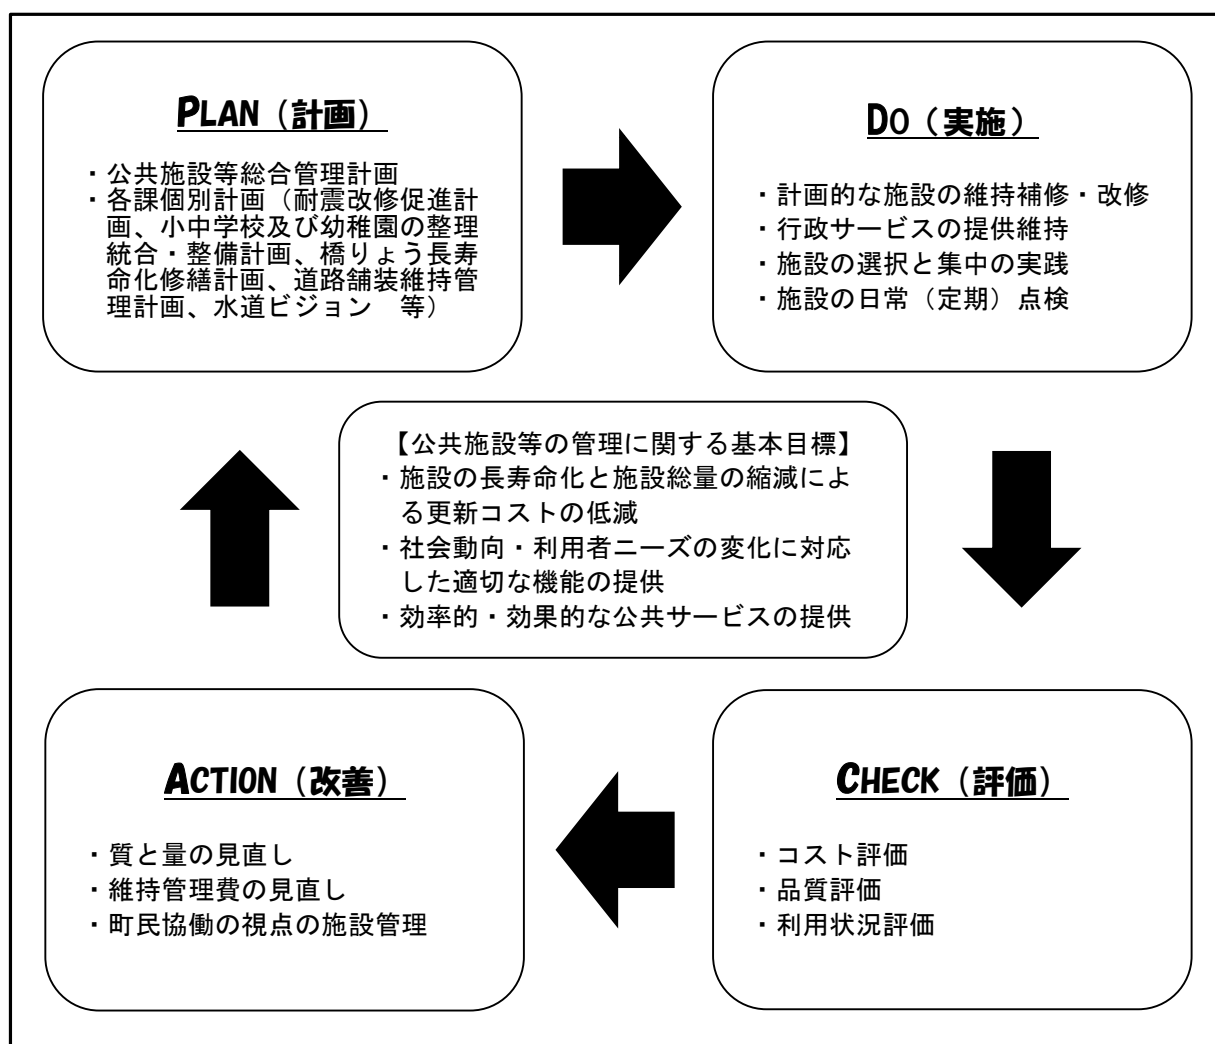 PLAN（計画）
・公共施設等総合管理計画
・各課個別計画（耐震改修促進計
画、小中学校及び幼稚園の整理
統合・整備計画、橋りょう長寿
命化修繕計画、道路舗装維持管
理計画、水道ビジョン　等）
DO（実施）
・計画的な施設の維持補修・改修
・行政サービスの提供維持
・施設の選択と集中の実践
・施設の日常（定期）点検
【公共施設等の管理に関する基本目標】
・施設の長寿命化と施設総量の縮減によ
る更新コストの低減
・社会動向・利用者ニーズの変化に対応
した適切な機能の提供
・効率的・効果的な公共サービスの提供
ACTION（改善）
・質と量の見直し
・維持管理費の見直し
・町民協働の視点の施設管理
CHECK（評価）
・コスト評価
・品質評価
・利用状況評価